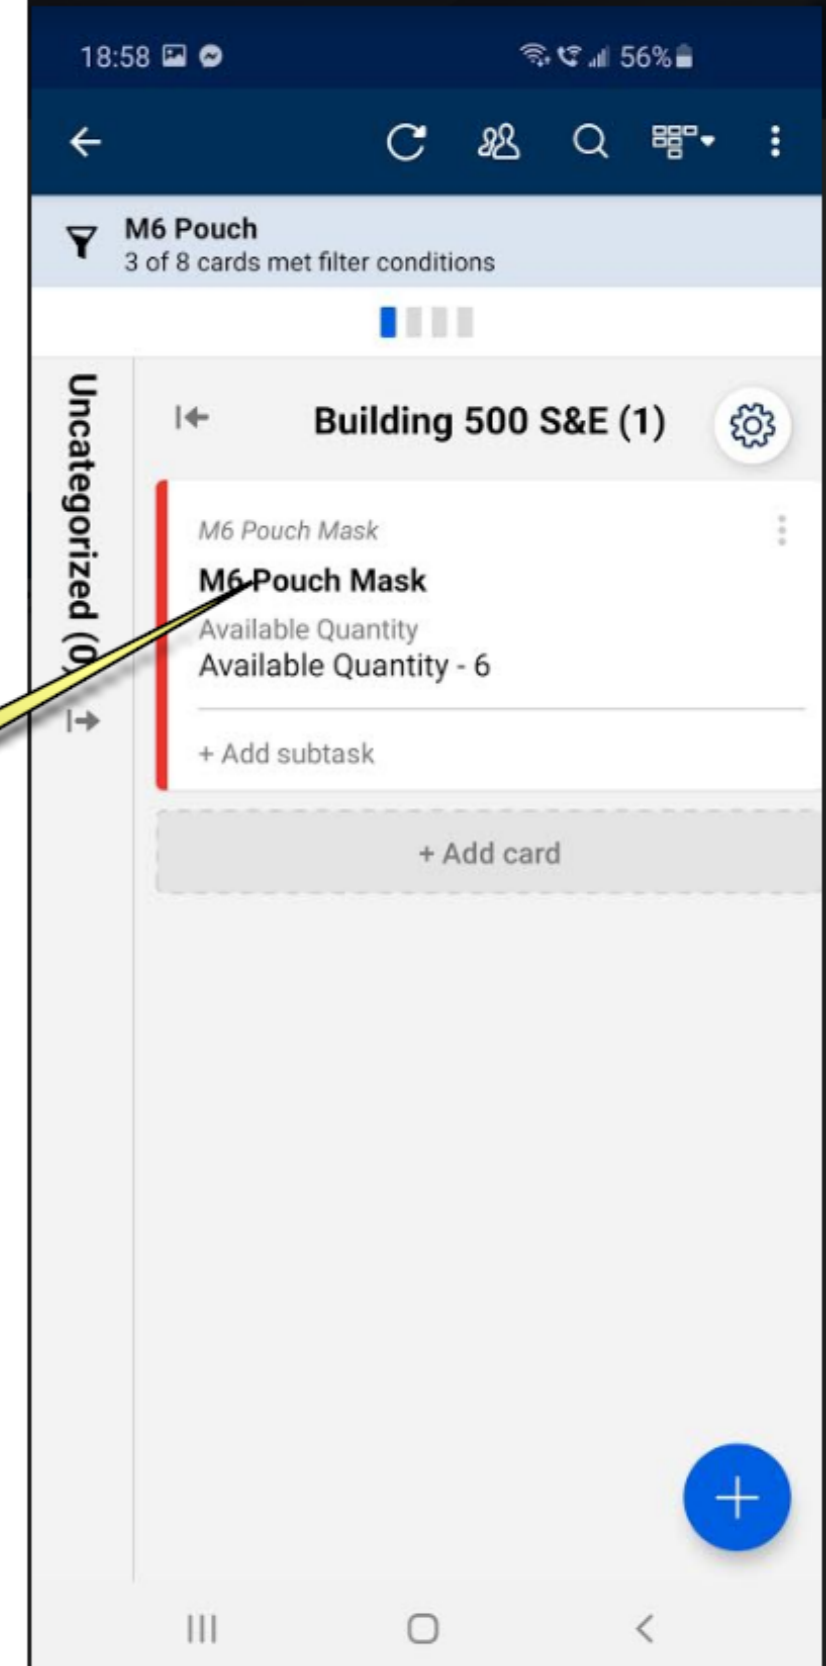 18:58
56%
M6 Pouch
3 of 8 cards met filter conditions
Uncategorized (0)
Building 500 S&E (1)
M6 Pouch Mask
M6 Pouch Mask
Available Quantity
Available Quantity - 6
+ Add subtask
+ Add card